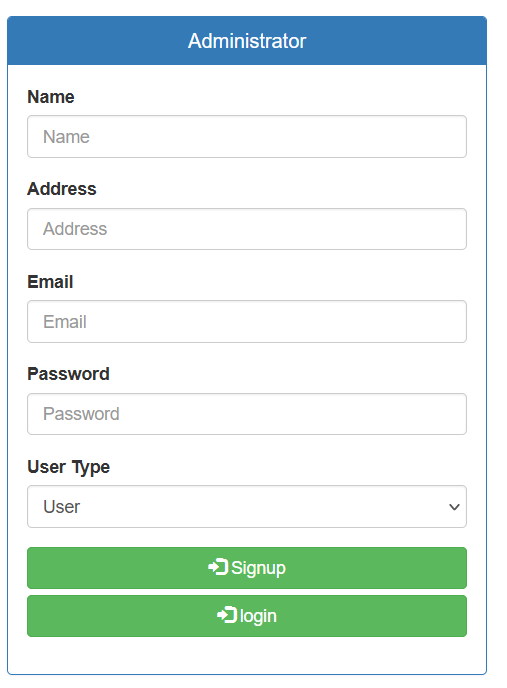 Administrator
Name
Name
Address
Address
Email
Email
Password
Password
User Type
User
Signup
login